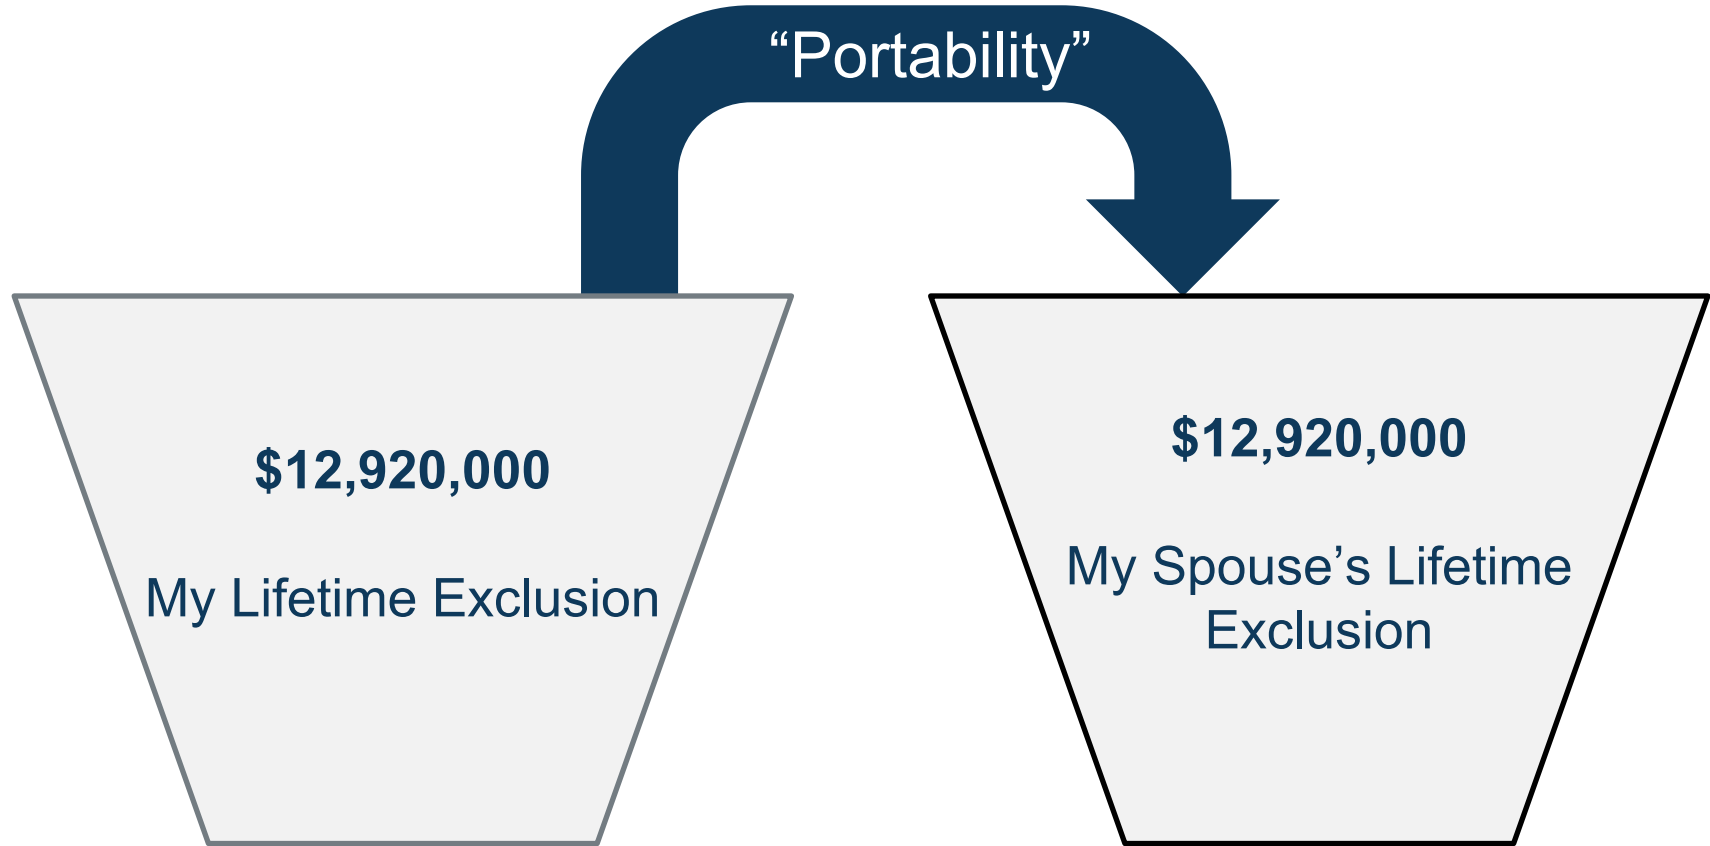 “Portability”
$12,920,000
My Lifetime Exclusion
$12,920,000
My Spouse’s Lifetime
Exclusion